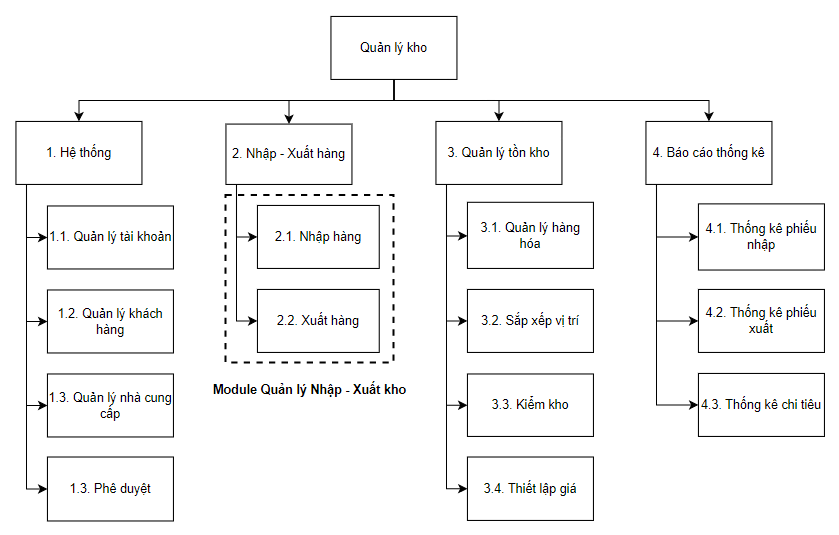 Quản lý kho
1. Hệ thống
2. Nhập - Xuất hàng
3. Quản lý tồn kho
4. Báo cáo thống kê
1.1. Quản lý tài khoản
1.2. Quản lý khách
hàng
1.3. Quản lý nhà cung
cấp
1.3. Phê duyệt
2.1. Nhập hàng
2.2. Xuất hàng
Module Quản lý Nhập - Xuất kho
3.1. Quản lý hàng
hóa
3.2. Sắp xếp vị trí
3.3. Kiểm kho
3.4. Thiết lập giá
4.1. Thống kê phiếu
nhập
4.2. Thống kê phiếu
xuất
4.3. Thống kê chi tiêu